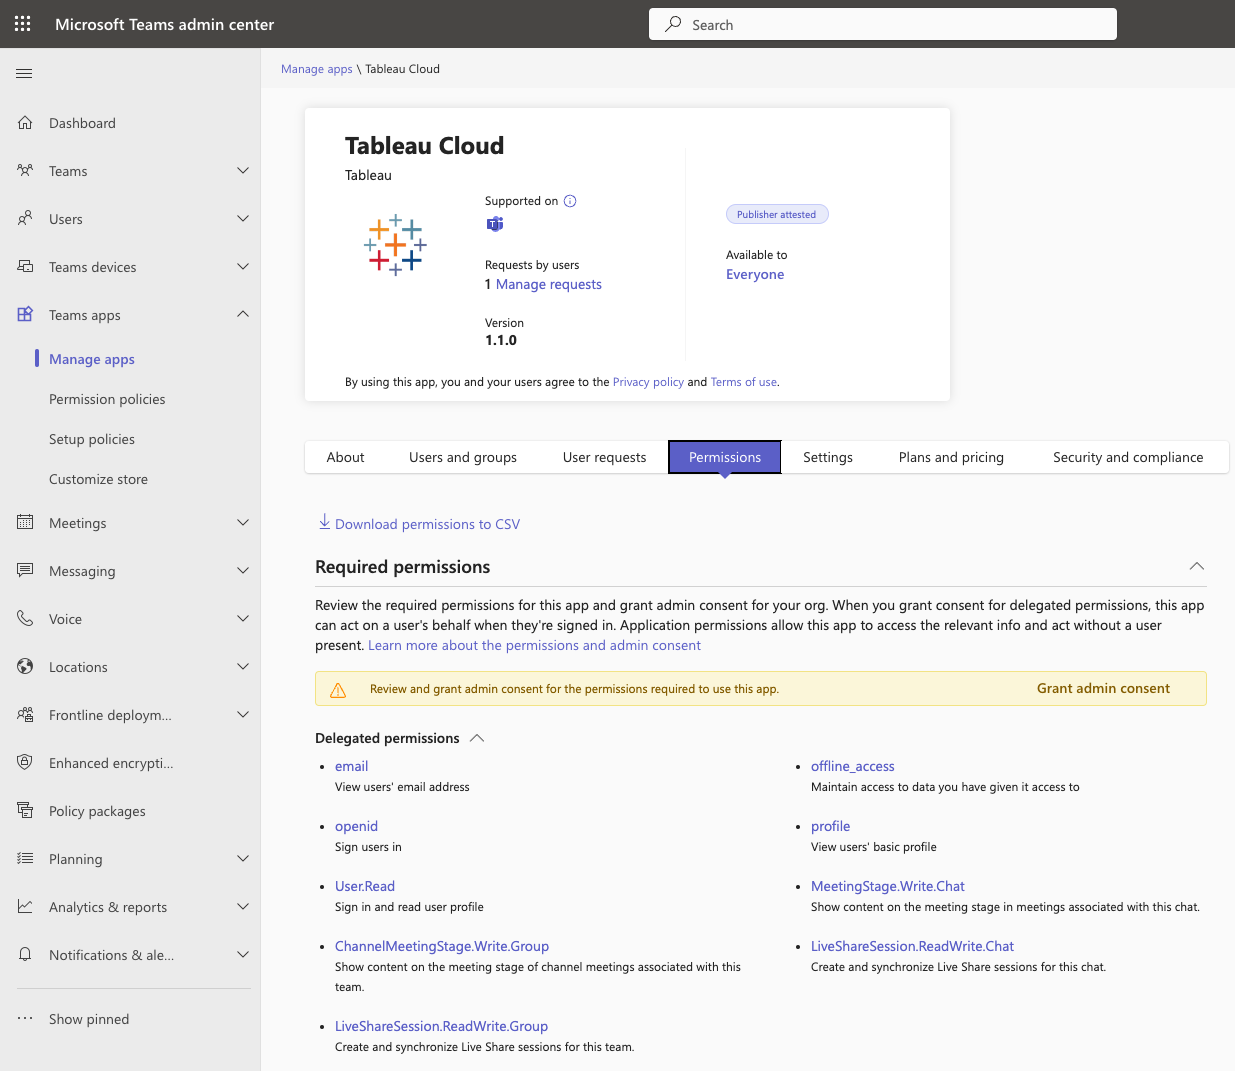 Microsoft Teams admin center
Search
Manage apps \ Tableau Cloud
Dashboard
Teams
Users
Teams devices
Teams apps
Manage apps
Permission policies
Setup policies
Customize store
Meetings
Messaging
Voice
Locations
Frontline deploym...
Enhanced encrypti...
Policy packages
Planning
Analytics & reports
Notifications & ale...
Show pinned
Tableau Cloud
Tableau
Supported on
Requests by users
1 Manage requests
Version
1.1.0
Publisher attested
Available to
Everyone
By using this app, you and your users agree to the Privacy policy and Terms of use.
About
Users and groups
User requests
Permissions
Settings
Plans and pricing
Security and compliance
Download permissions to CSV
Required permissions
Review the required permissions for this app and grant admin consent for your org. When you grant consent for delegated permissions, this app
can act on a user's behalf when they're signed in. Application permissions allow this app to access the relevant info and act without a user
present. Learn more about the permissions and admin consent
Review and grant admin consent for the permissions required to use this app.
Grant admin consent
Delegated permissions
email
View users' email address
offline_access
Maintain access to data you have given it access to
openid
Sign users in
profile
View users' basic profile
User.Read
Sign in and read user profile
MeetingStage.Write.Chat
Show content on the meeting stage in meetings associated with this chat.
ChannelMeetingStage.Write.Group
Show content on the meeting stage of channel meetings associated with this
team.
LiveShareSession.ReadWrite.Chat
Create and synchronize Live Share sessions for this chat.
LiveShareSession.ReadWrite.Group
Create and synchronize Live Share sessions for this team.